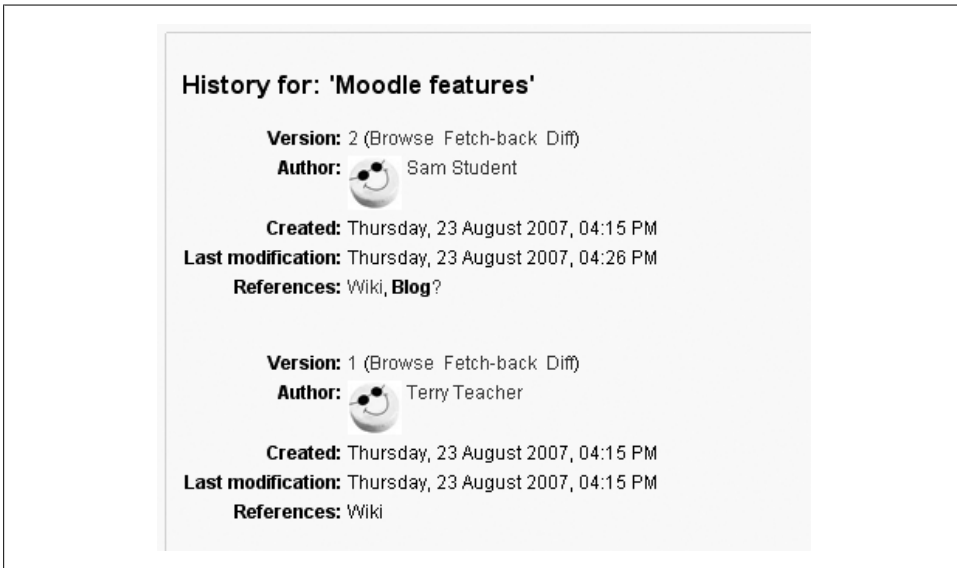 History for: 'Moodle features'
Version: 2 (Browse Fetch-back Diff)
Author: Sam Student
Created: Thursday, 23 August 2007, 04:15 PM
Last modification: Thursday, 23 August 2007, 04:26 PM
References: Wiki, Blog?
Version: 1 (Browse Fetch-back Diff)
Author: Terry Teacher
Created: Thursday, 23 August 2007, 04:15 PM
Last modification: Thursday, 23 August 2007, 04:15 PM
References: Wiki